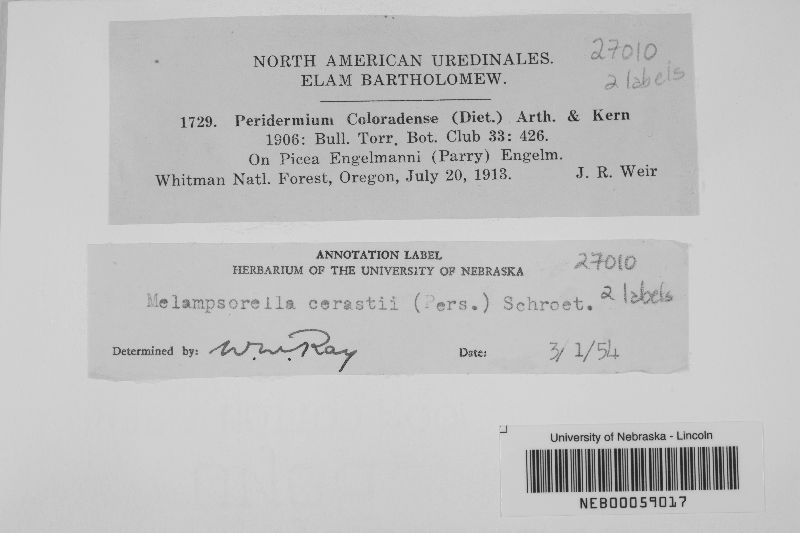 NORTH AMERICAN UREDINALES.
ELAM BARTHOLOMEW.
27010
2 labels
1729. Peridermium Coloradense (Diet.) Arth. & Kern
1906: Bull. Torr. Bot. Club 33: 426.
On Picea Engelmanni (Parry) Engelm.
Whitman Natl. Forest, Oregon, July 20, 1913. J. R. Weir
ANNOTATION LABEL
HERBARIUM OF THE UNIVERSITY OF NEBRASKA
27010
2 labels
Melampsorella cerastii (Pers.) Schroet.
Determined by: W.W. Ray Date: 3/1/54
University of Nebraska - Lincoln
NEB00059017